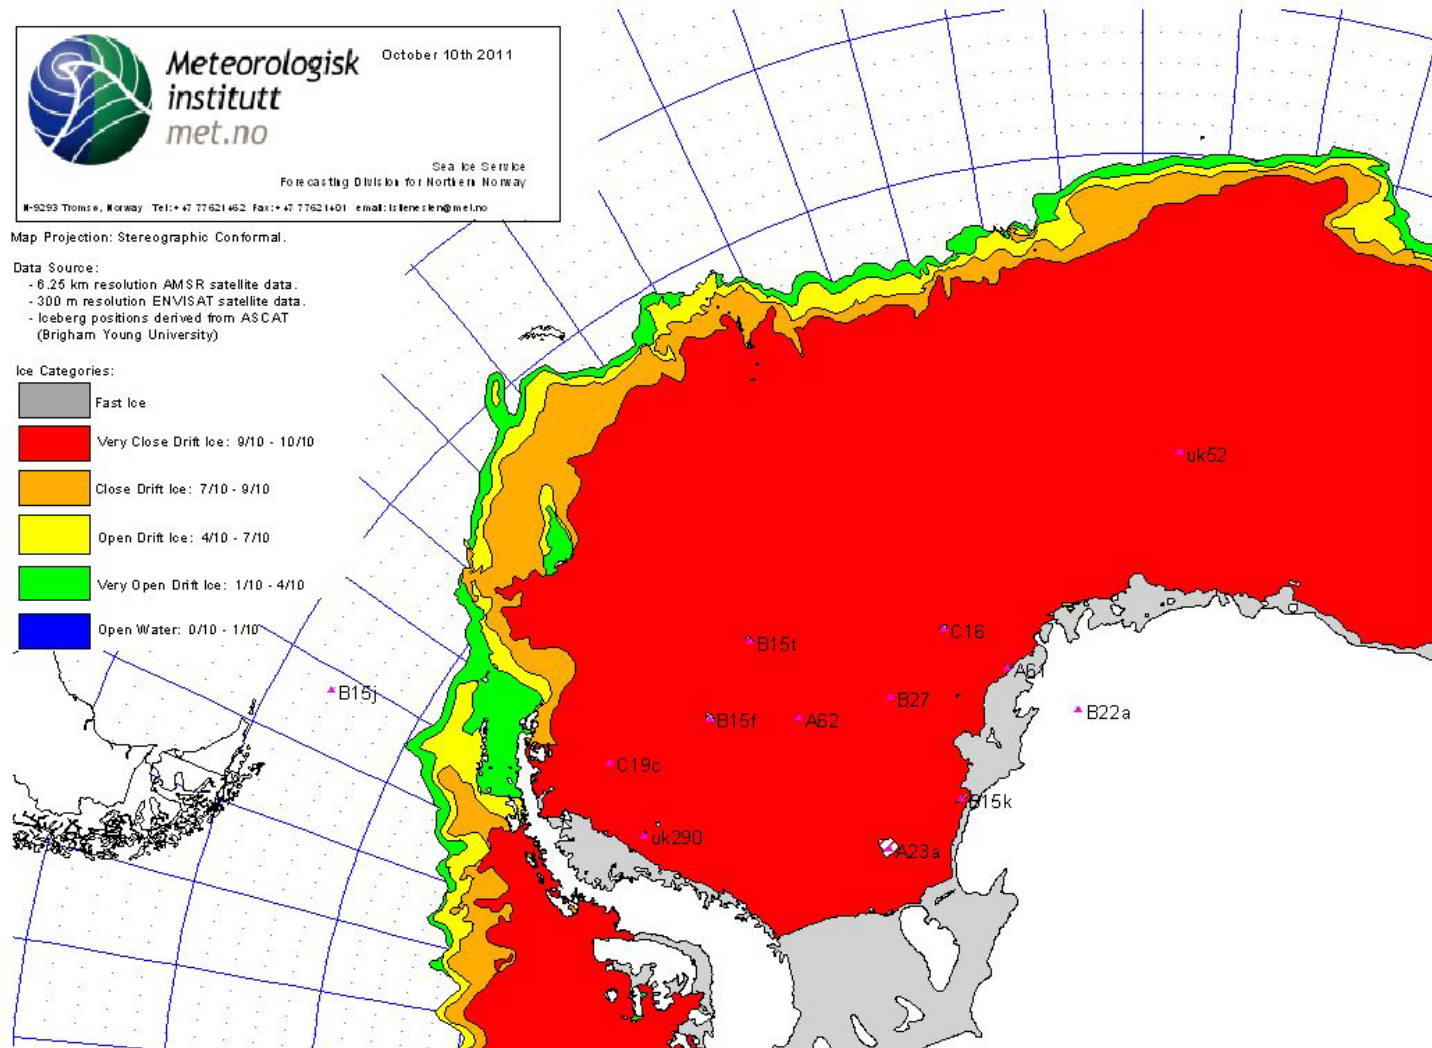 Meteorologisk
institutt
met.no
October 10th 2011
Sea Ice Service
Forecasting Division for Northern Norway
N-9293 Tromsø, Norway Tel:+ 47 77621462 Fax:+ 47 77621401 email:
Map Projection: Stereographic Conformal.
Data Source:
- 6.25 km resolution AMSR satellite data.
- 300 m resolution ENVISAT satellite data.
- Iceberg positions derived from ASCAT
(Brigham Young University)
Ice Categories:
Fast Ice
Very Close Drift Ice: 9/10 - 10/10
Close Drift Ice: 7/10 - 9/10
Open Drift Ice: 4/10 - 7/10
Very Open Drift Ice: 1/10 - 4/10
Open Water: 0/10 - 1/10
uk52
B15t
C16
A61
B15j
B27
B22a
B15f
A62
C19c
B15k
uk290
A23a